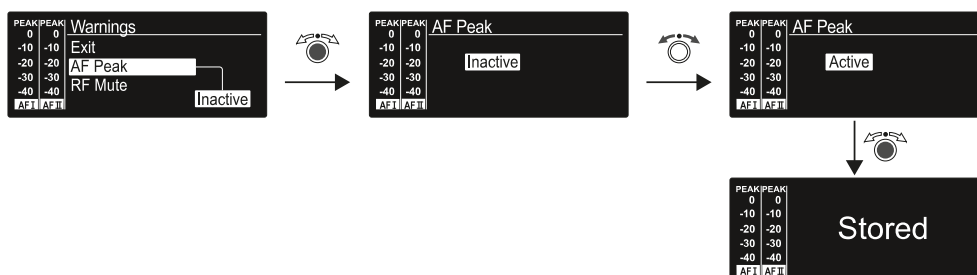 PEAK PEAK Warnings
0 0
-10 -10 Exit
-20 -20 AF Peak
-30 -30 RF Mute
-40 -40 Inactive
AF I AF II
PEAK PEAK AF Peak
0 0
-10 -10
-20 -20 Inactive
-30 -30
-40 -40
AF I AF II
PEAK PEAK AF Peak
0 0
-10 -10
-20 -20 Active
-30 -30
-40 -40
AF I AF II
PEAK PEAK
0 0
-10 -10
-20 -20 Stored
-30 -30
-40 -40
AF I AF II